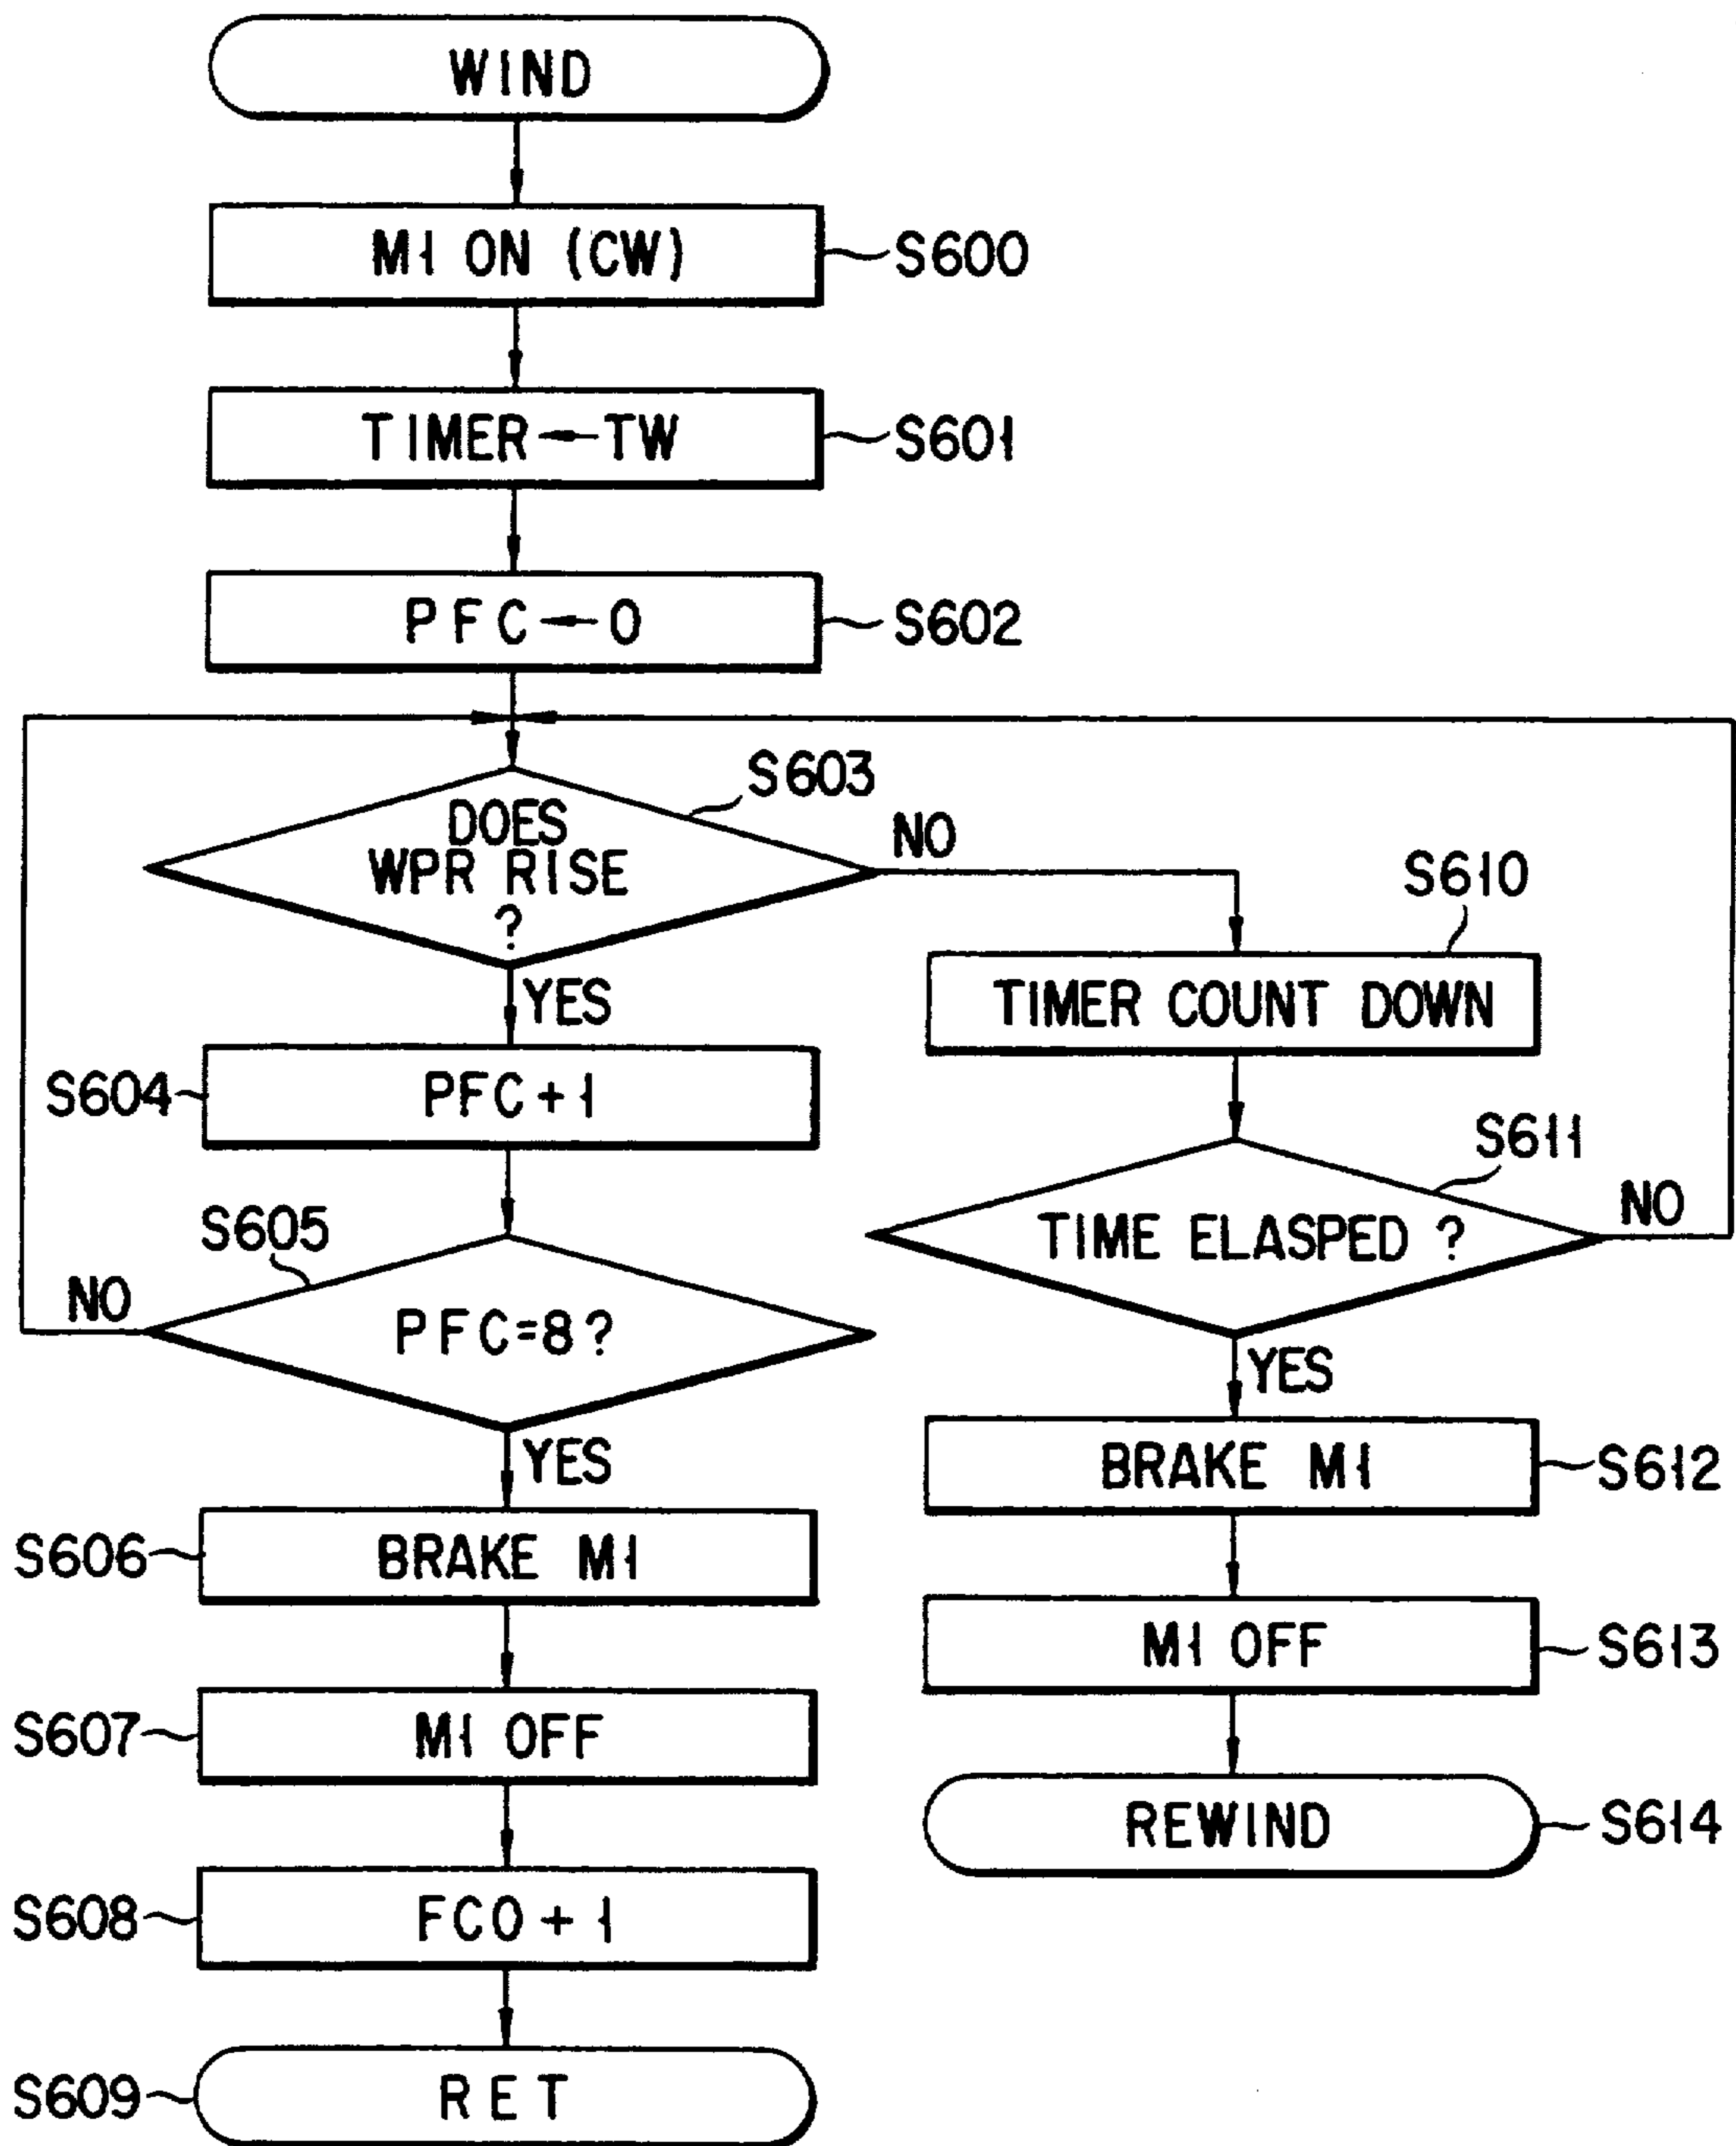 WIND
M1 ON (CW)
S600
TIMER←TW
S601
PFC←0
S602
S603
DOES
WPR RISE
?
NO
YES
S610
TIMER COUNT DOWN
S604
PFC+1
S611
TIME ELASPED ?
NO
YES
S605
PFC=8?
NO
YES
S612
BRAKE M1
S606
BRAKE M1
S613
M1 OFF
S607
M1 OFF
S614
REWIND
S608
FC0+1
S609
RET